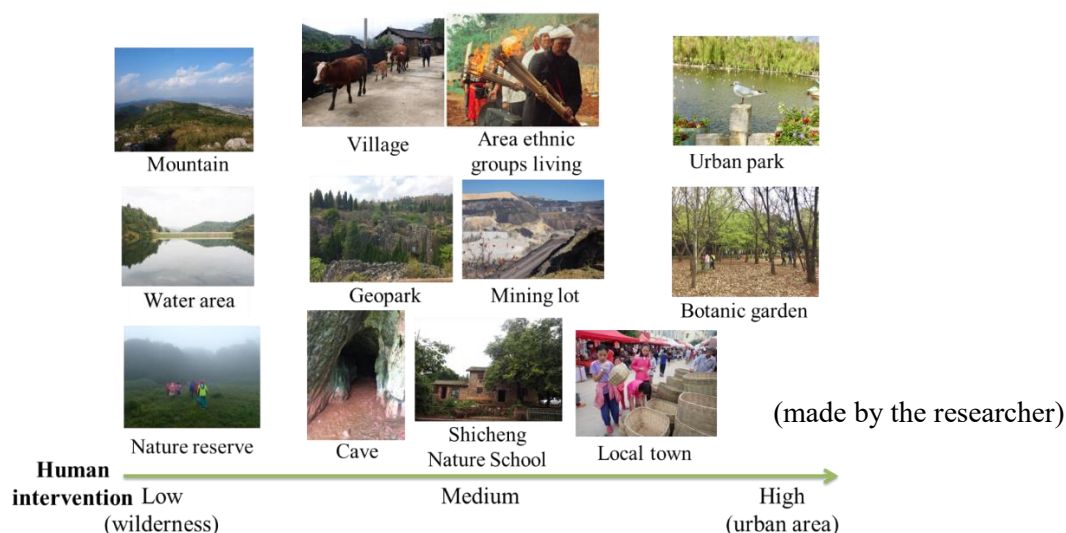 Mountain
Village
Area ethnic
groups living
Urban park
Water area
Geopark
Mining lot
Botanic garden
Nature reserve
Cave
Shicheng
Nature School
Local town
(made by the researcher)
Human
intervention
Low
(wilderness)
Medium
High
(urban area)